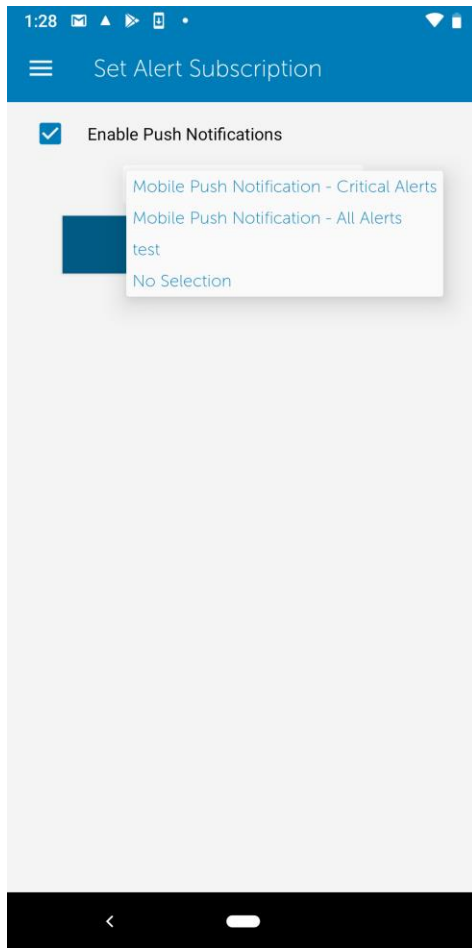 1:28
Set Alert Subscription
Enable Push Notifications
Mobile Push Notification - Critical Alerts
Mobile Push Notification - All Alerts
test
No Selection